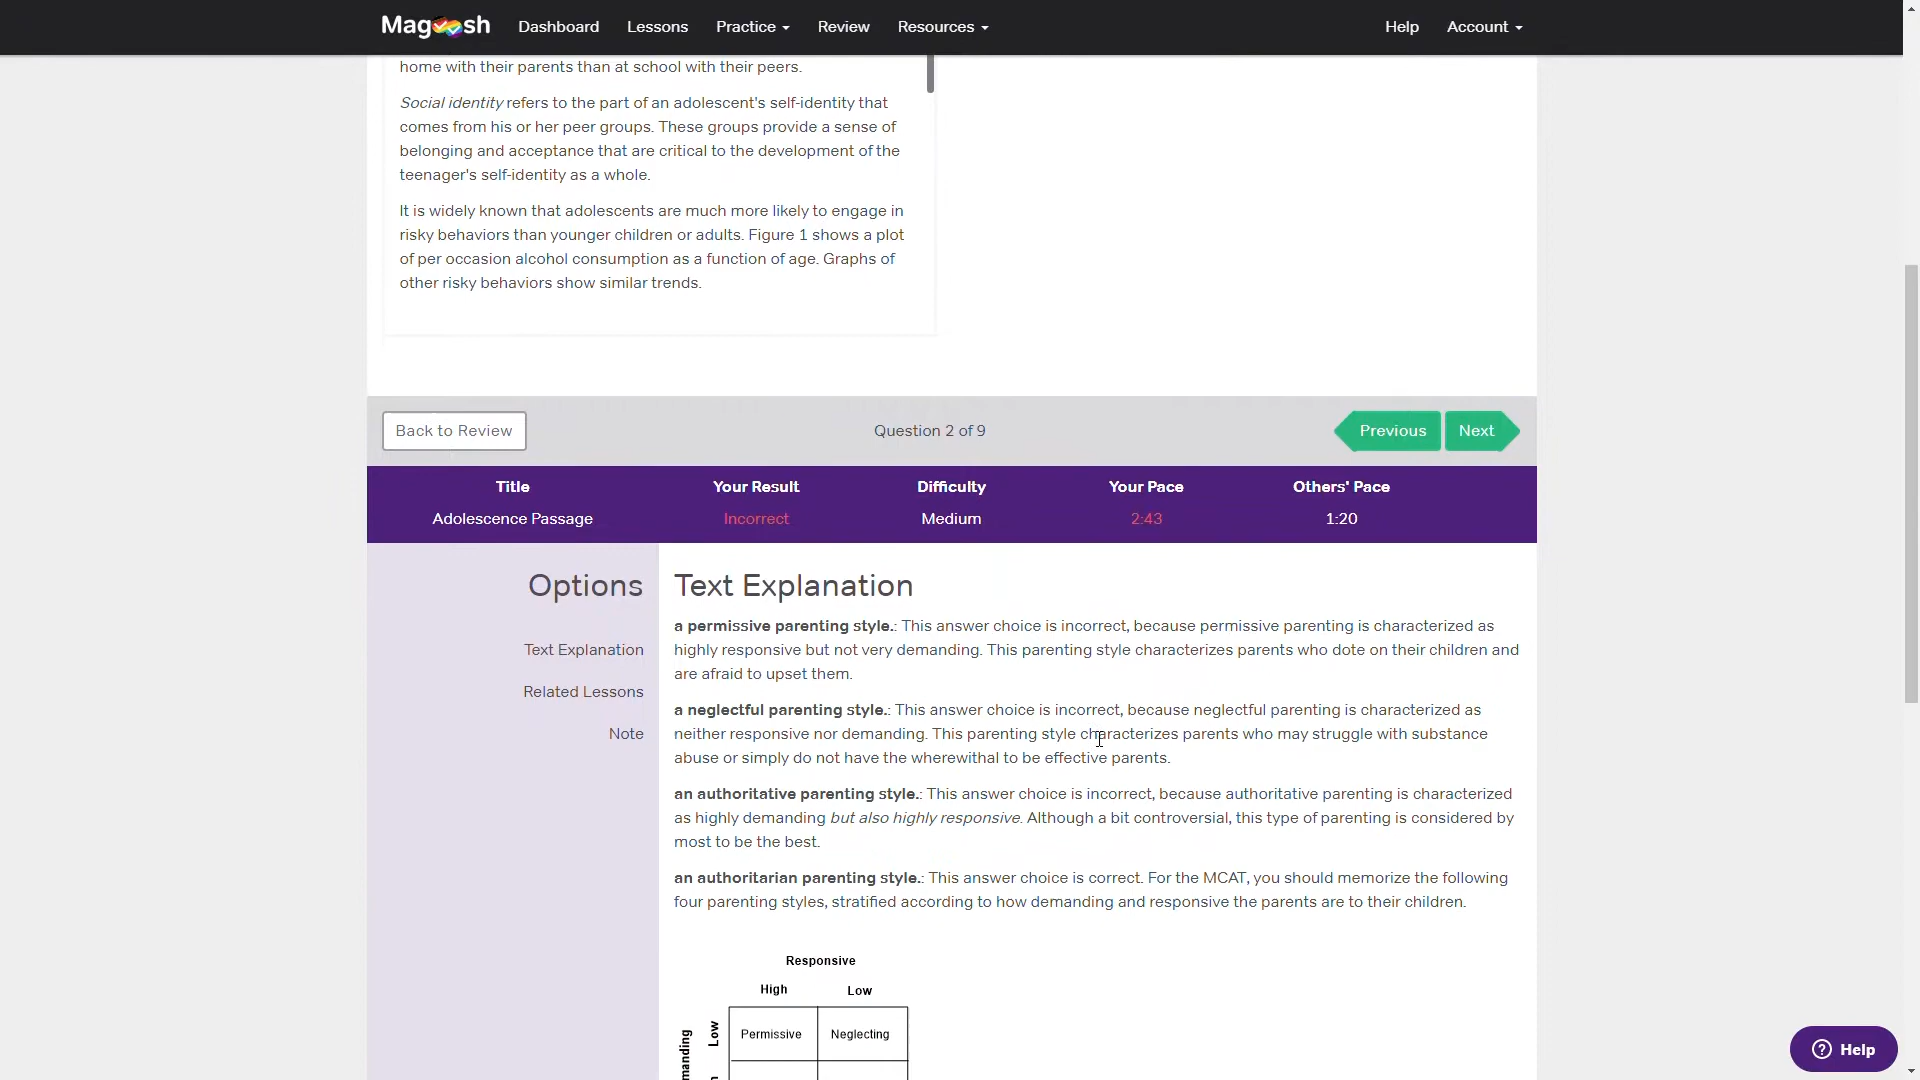 Magoosh Dashboard Lessons Practice Review Resources Help Account
home with their parents than at school with their peers.
Social identity refers to the part of an adolescent's self-identity that
comes from his or her peer groups. These groups provide a sense of
belonging and acceptance that are critical to the development of the
teenager's self-identity as a whole.
It is widely known that adolescents are much more likely to engage in
risky behaviors than younger children or adults. Figure 1 shows a plot
of per occasion alcohol consumption as a function of age. Graphs of
other risky behaviors show similar trends.
Back to Review Question 2 of 9 Previous Next
Title Your Result Difficulty Your Pace Others' Pace
Adolescence Passage Incorrect Medium 2:43 1:20
Options
Text Explanation
Related Lessons
Note
Text Explanation
a permissive parenting style.: This answer choice is incorrect, because permissive parenting is characterized as
highly responsive but not very demanding. This parenting style characterizes parents who dote on their children and
are afraid to upset them.
a neglectful parenting style.: This answer choice is incorrect, because neglectful parenting is characterized as
neither responsive nor demanding. This parenting style characterizes parents who may struggle with substance
abuse or simply do not have the wherewithal to be effective parents.
an authoritative parenting style.: This answer choice is incorrect, because authoritative parenting is characterized
as highly demanding but also highly responsive. Although a bit controversial, this type of parenting is considered by
most to be the best.
an authoritarian parenting style.: This answer choice is correct. For the MCAT, you should memorize the following
four parenting styles, stratified according to how demanding and responsive the parents are to their children.
Responsive
High Low
Low Permissive Neglecting
manding
Help